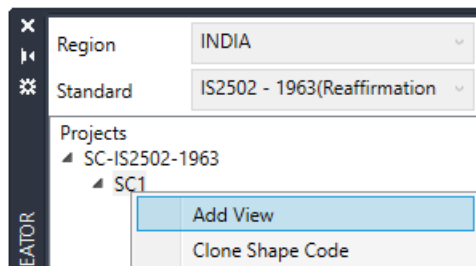 Region
INDIA
Standard
IS2502 - 1963(Reaffirmation
Projects
SC-IS2502-1963
SC1
Add View
Clone Shape Code
EATOR